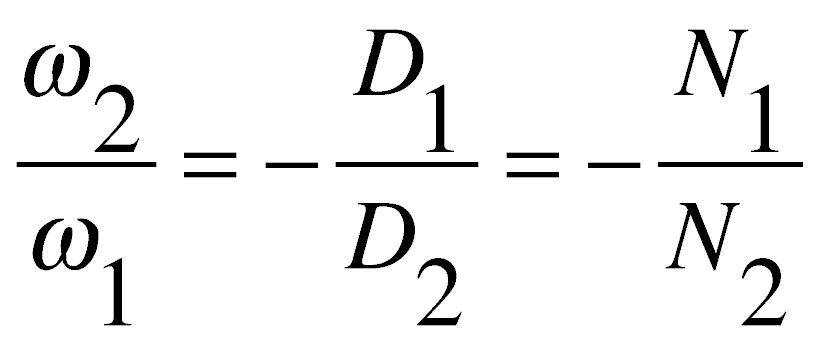 ω₂/ω₁ = −D₁/D₂ = −N₁/N₂